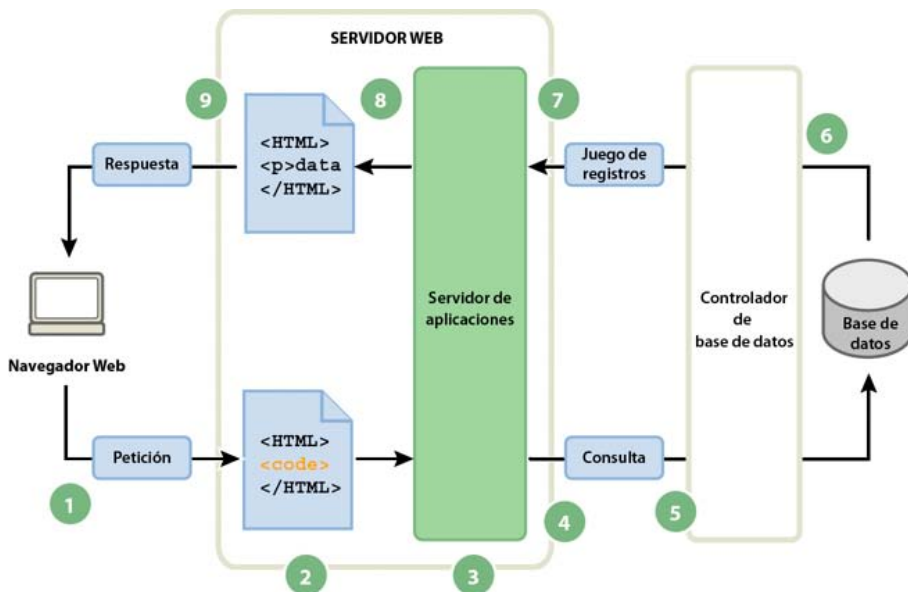 SERVIDOR WEB
9
8
7
6
Respuesta
<HTML>
<p>data
</HTML>
Juego de
registros
Servidor de
aplicaciones
Controlador
de
base de datos
Base de
datos
Navegador Web
Petición
<HTML>
<code>
</HTML>
Consulta
1
2
3
4
5